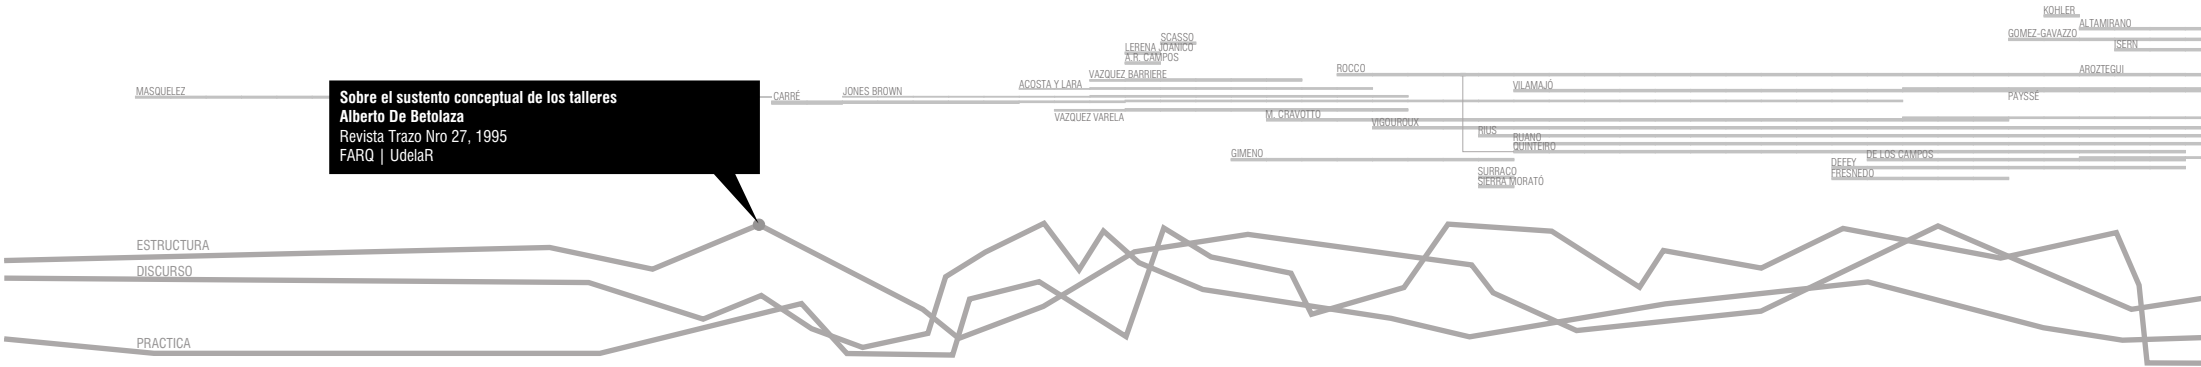 Sobre el sustento conceptual de los talleres
Alberto De Betolaza
Revista Trazo Nro 27, 1995
FARQ | UdelaR
MASQUELEZ
CARRÉ
JONES BROWN
ACOSTA Y LARA
VAZQUEZ BARRIERE
SCASSO
LERENA JOANICO
A.R. CAMPOS
VAZQUEZ VARELA
GIMENO
M. CRAVOTTO
ROCCO
VIGOUROUX
RIUS
VILAMAJÓ
RUANO
QUINTEIRO
SURRACO
SIERRA MORATÓ
DEFEY
FRESNEDO
DE LOS CAMPOS
KOHLER
ALTAMIRANO
GOMEZ-GAVAZZO
ISERN
AROZTEGUI
PAYSSÉ
ESTRUCTURA
DISCURSO
PRACTICA